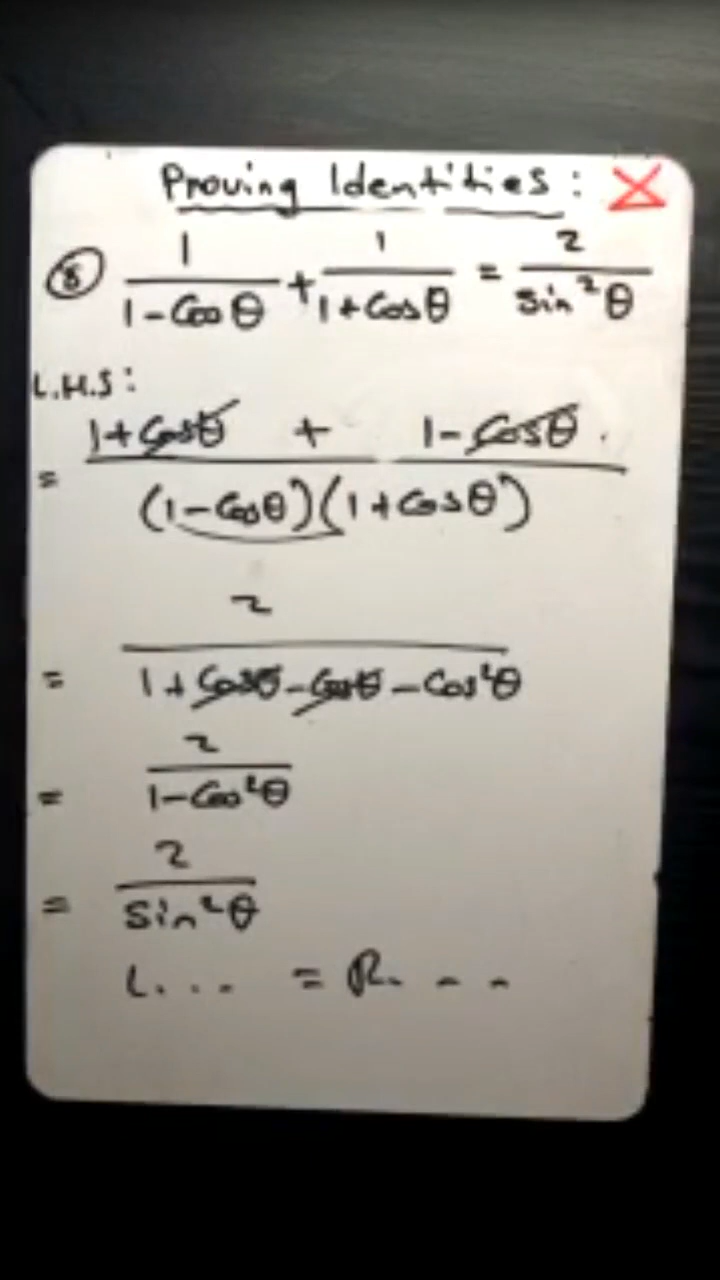 Proving Identities: X
⑧ 1/(1-Cosθ) + 1/(1+Cosθ) = 2/sin²θ
L.H.S:
= (1+Cosθ + 1-Cosθ)/((1-Cosθ)(1+Cosθ))
= 2/(1+Cosθ-Cosθ-Cos²θ)
= 2/(1-Cos²θ)
= 2/sin²θ
L... = R...